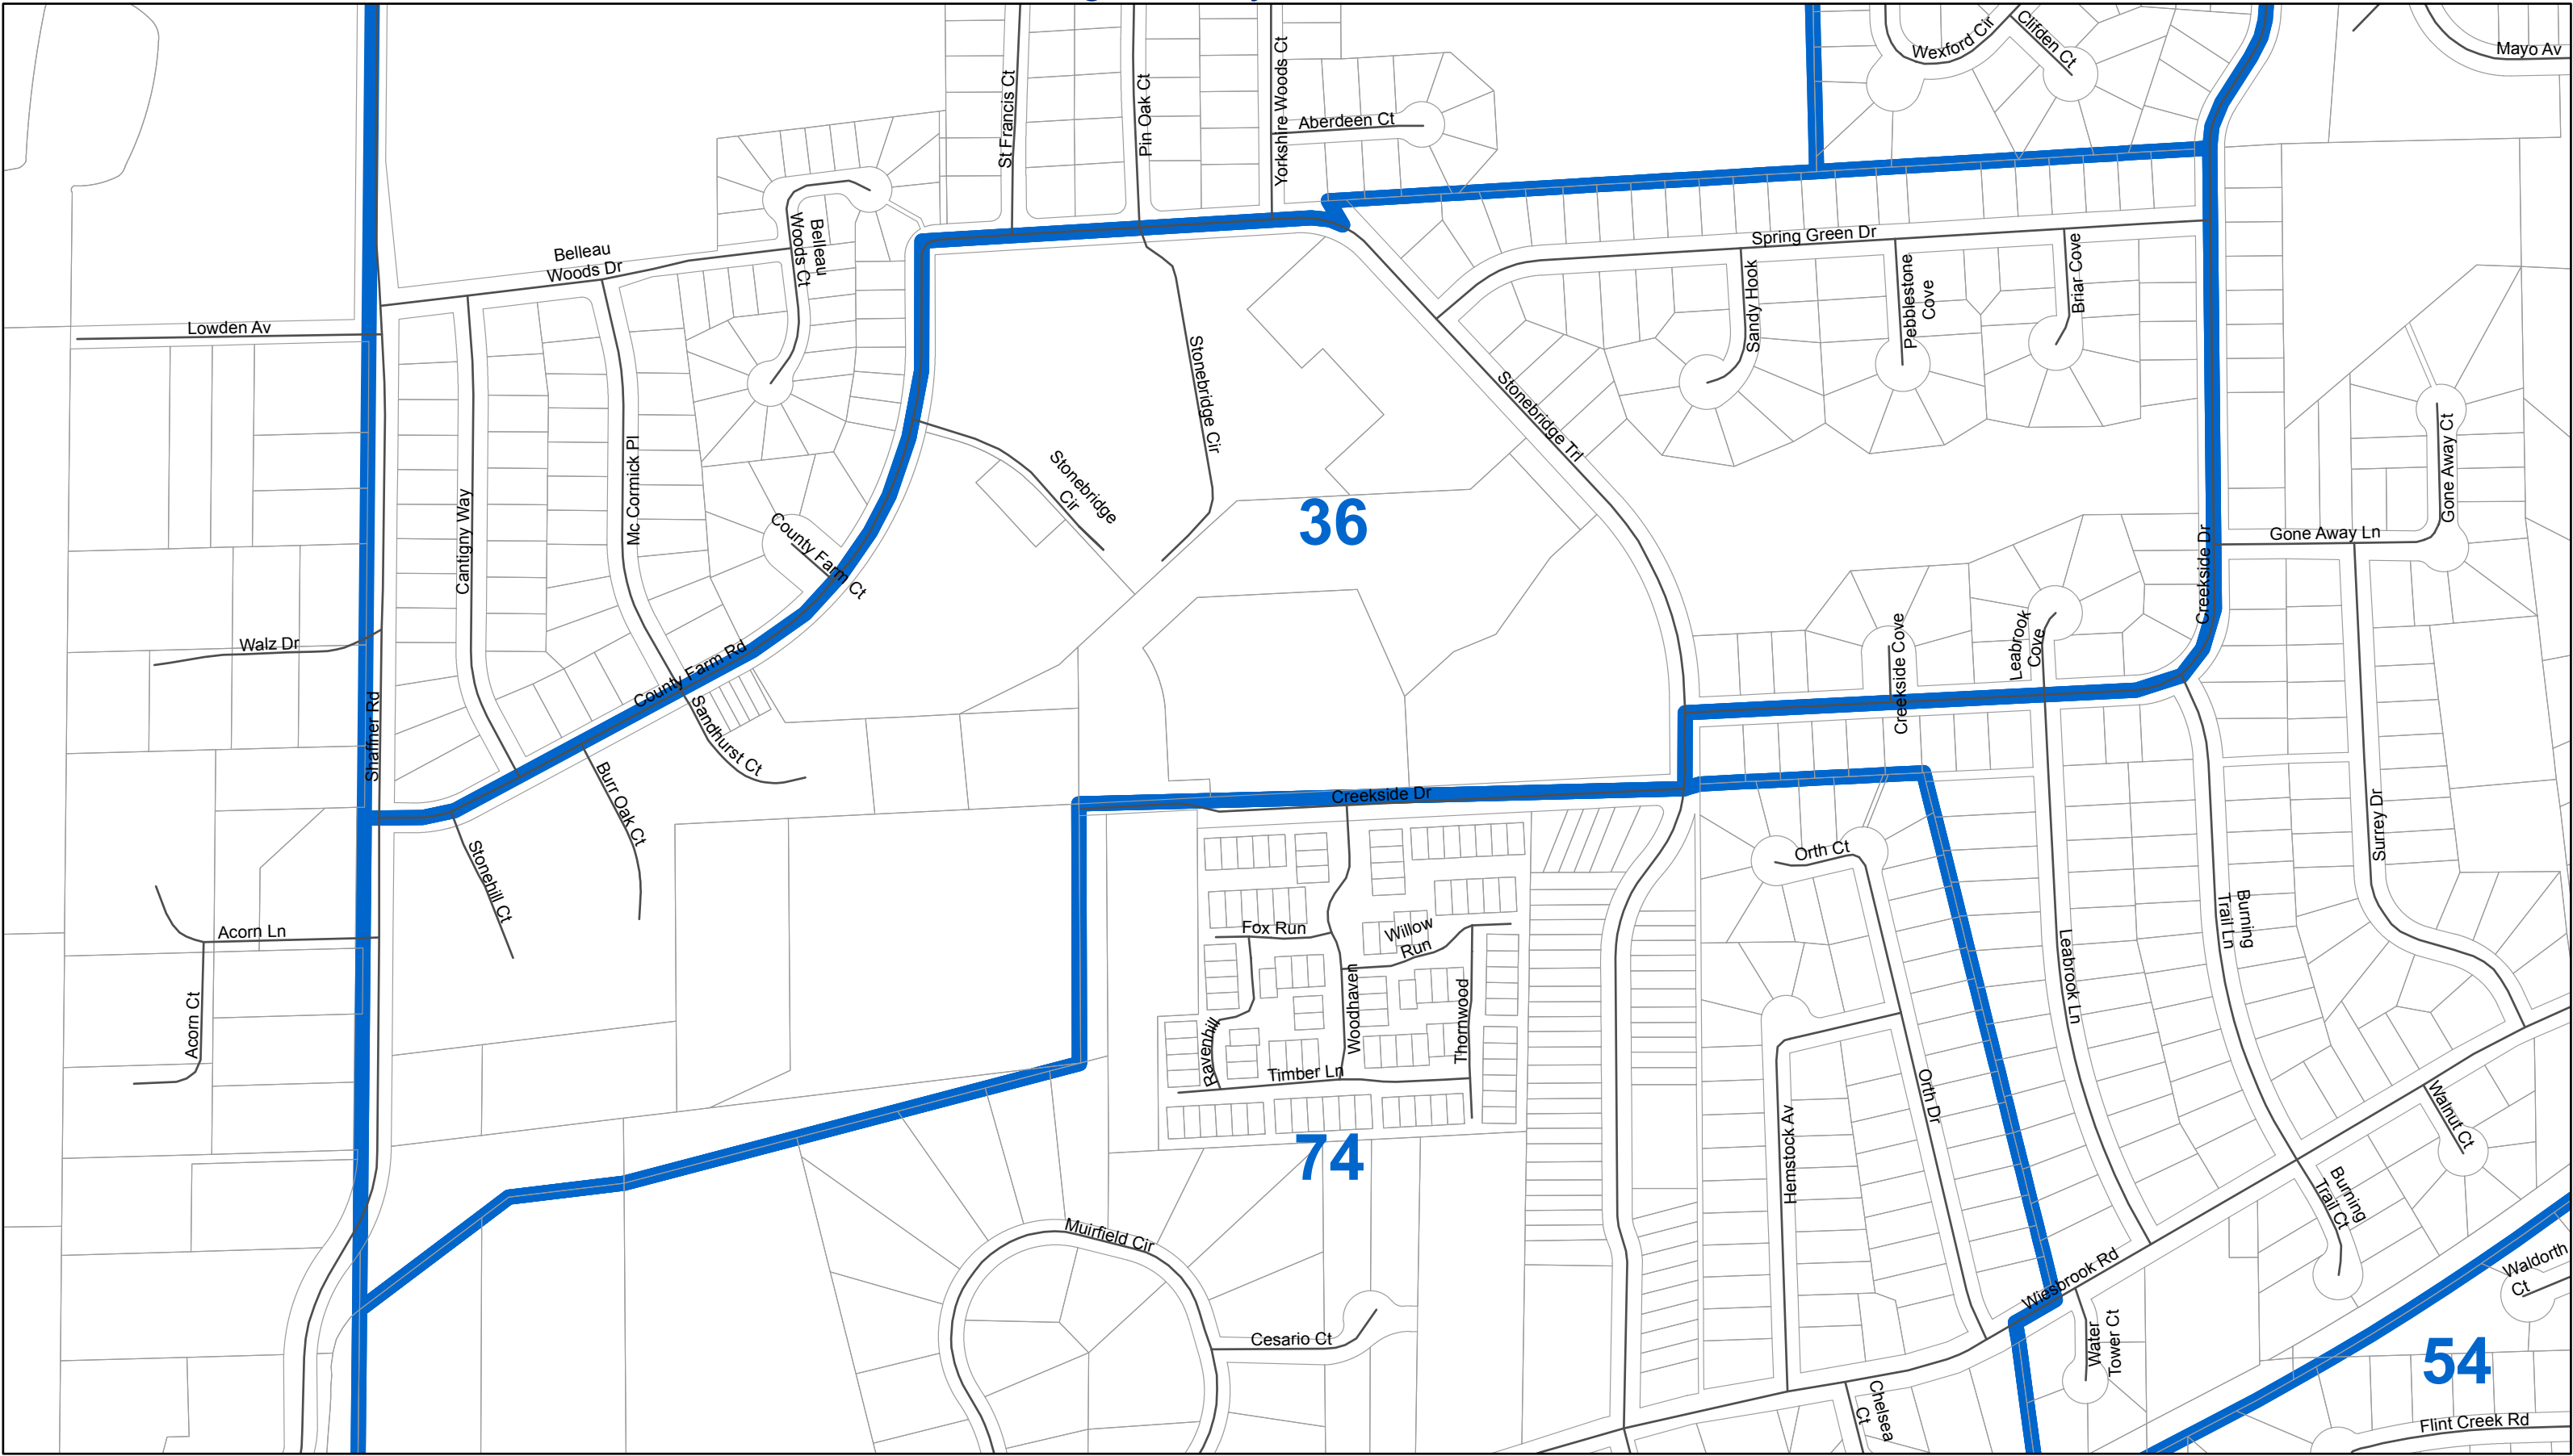 Wexford Cir
Clifden Ct
Mayo Av
St Francis Ct
Pin Oak Ct
Yorkshire Woods Ct
Aberdeen Ct
Belleau
Woods Ct
Belleau
Woods Dr
Spring Green Dr
Sandy Hook
Pebblestone
Cove
Briar Cove
Lowden Av
Stonebridge Cir
Stonebridge Trl
Stonebridge
Cir
Mc Cormick Pl
Cantigny Way
County Farm Ct
36
Gone Away Ct
Gone Away Ln
Creekside Dr
Walz Dr
County Farm Rd
Shaffner Rd
Sandhurst Ct
Creekside Cove
Leabrook
Cove
Burr Oak Ct
Creekside Dr
Surrey Dr
Stonehill Ct
Orth Ct
Acorn Ln
Fox Run
Willow
Run
Burning
Trail Ln
Leabrook Ln
Acorn Ct
Ravenhill
Woodhaven
Thornwood
Timber Ln
Orth Dr
Hemstock Av
Walnut Ct
74
Burning
Trail Ct
Muirfield Cir
Wiesbrook Rd
Waldorth
Ct
Cesario Ct
Water
Tower Ct
54
Chelsea
Ct
Flint Creek Rd